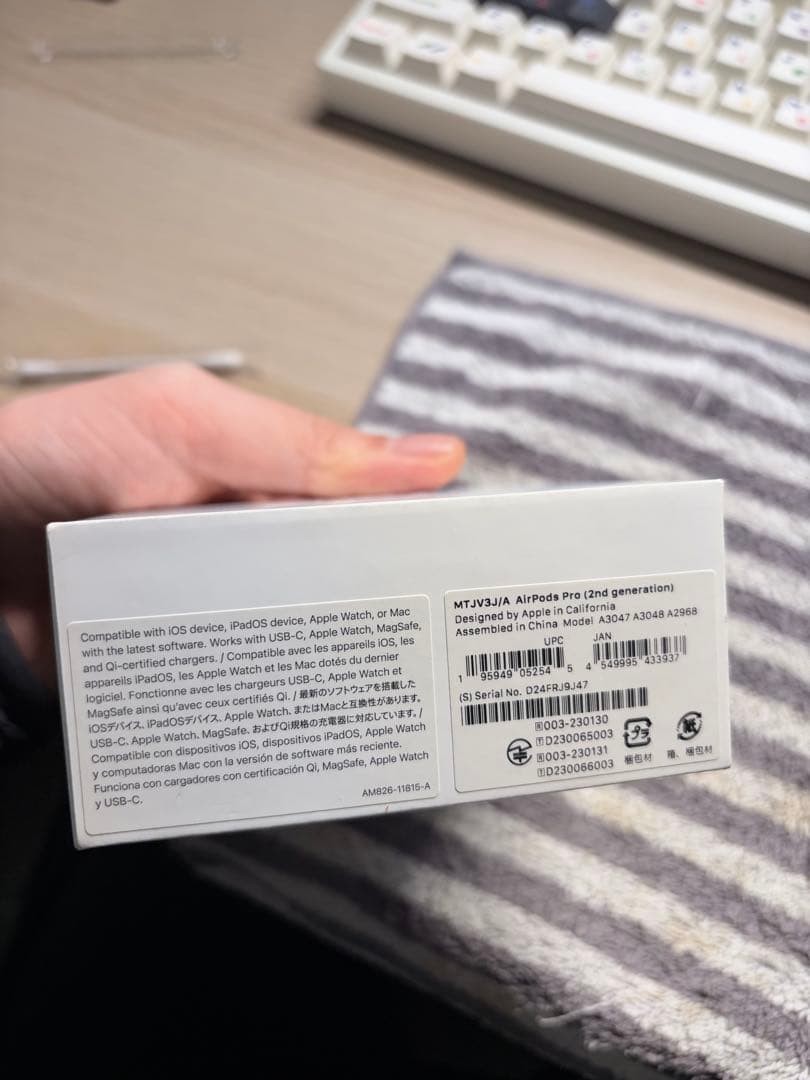 Compatible with iOS device, iPadOS device, Apple Watch, or Mac
with the latest software. Works with USB-C, Apple Watch, MagSafe,
and Qi-certified chargers. / Compatible avec les appareils iOS, les
appareils iPadOS, les Apple Watch et les Mac dotés du dernier
logiciel. Fonctionne avec les chargeurs USB-C, Apple Watch et
MagSafe ainsi qu'avec ceux certifiés Qi. / 最新のソフトウェアを搭載した
iOSデバイス、iPadOSデバイス、Apple Watch、またはMacと互換性があります。
USB-C、Apple Watch、MagSafe、およびQi規格の充電器に対応しています。 /
Compatible con dispositivos iOS, dispositivos iPadOS, Apple Watch
y computadoras Mac con la versión de software más reciente.
Funciona con cargadores con certificación Qi, MagSafe, Apple Watch
y USB-C.
AM826-11815-A
MTJV3J/A AirPods Pro (2nd generation)
Designed by Apple in California
Assembled in China Model A3047 A3048 A2968
UPC JAN
1 95949 05254 5 4 549995 433937
(S) Serial No. D24FRJ9J47
R 003-230130
T D230065003
R 003-231131
T D230066003
プラ
梱包材
紙
箱、梱包材